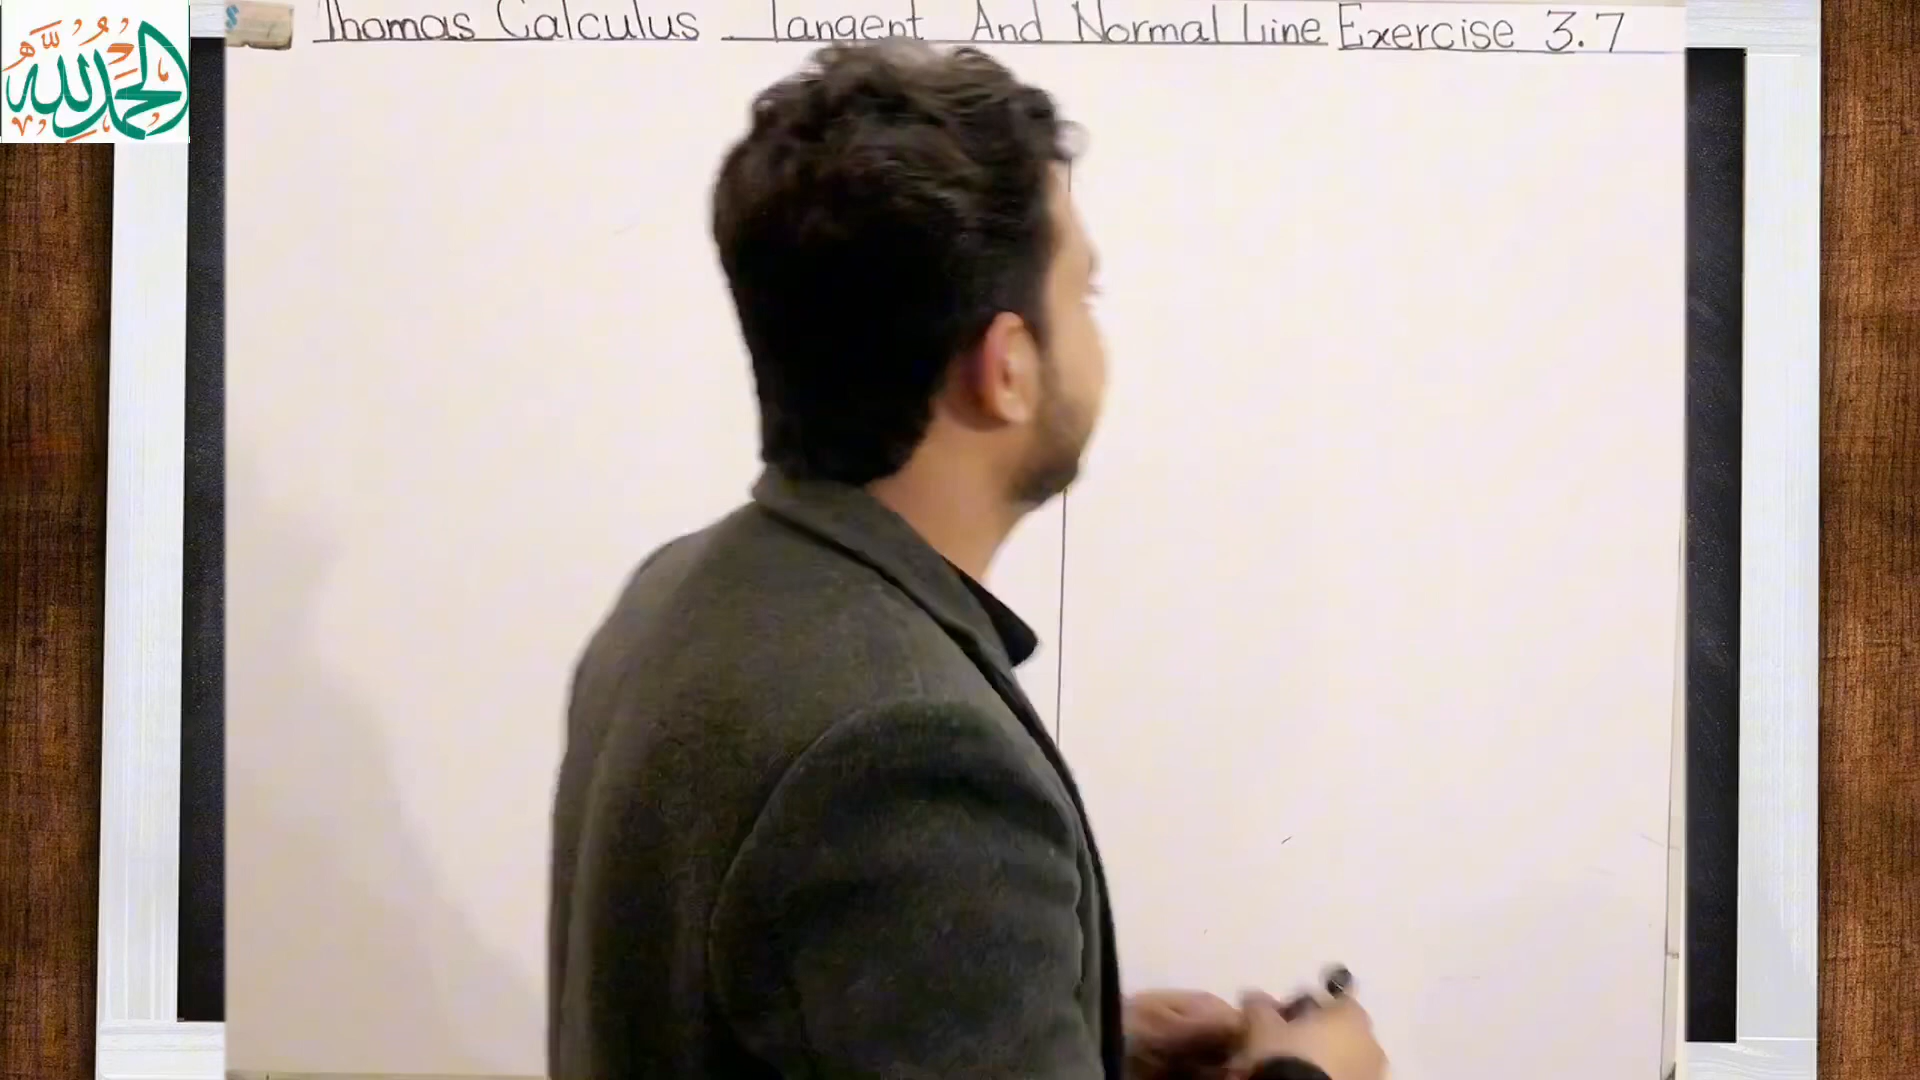 الحمد لله
Thomas Calculus Tangent And Normal Line Exercise 3.7